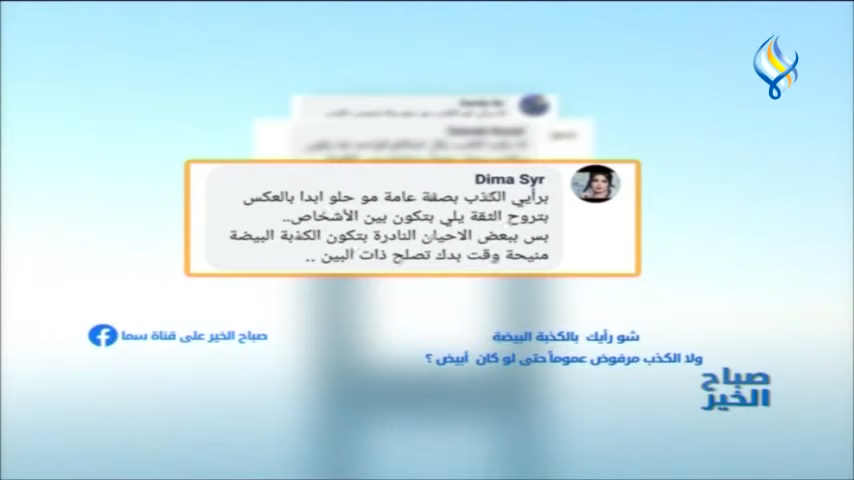 Dima Syr
برأيي الكذب بصفة عامة مو حلو ابدا بالعكس
بتروح الثقة يلي بتكون بين الأشخاص..
بس ببعض الاحيان النادرة بتكون الكذبة البيضة
منيحة وقت بدك تصلح ذات البين ..
شو رأيك بالكذبة البيضة
ولا الكذب مرفوض عموماً حتى لو كان أبيض ؟
صباح الخير على قناة سما
صباح
الخير